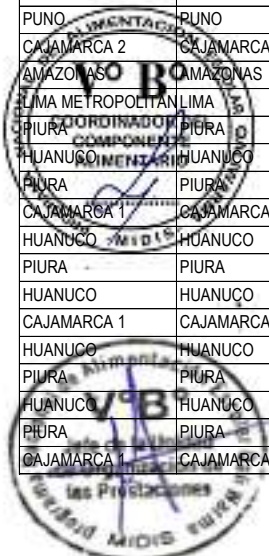 PUNO PUNO
CAJAMARCA 2 CAJAMARCA
AMAZONAS AMAZONAS
LIMA METROPOLITAN LIMA
PIURA PIURA
HUANUCO HUANUCO
PIURA PIURA
CAJAMARCA 1 CAJAMARCA
HUANUCO HUANUCO
PIURA PIURA
HUANUCO HUANUCO
CAJAMARCA 1 CAJAMARCA
HUANUCO HUANUCO
PIURA PIURA
HUANUCO HUANUCO
PIURA PIURA
CAJAMARCA 1 CAJAMARCA
V° B°
COORDINADOR
COMPONENTE
ALIMENTARIO
MIDIS
V° B°
las Prestaciones
MIDIS